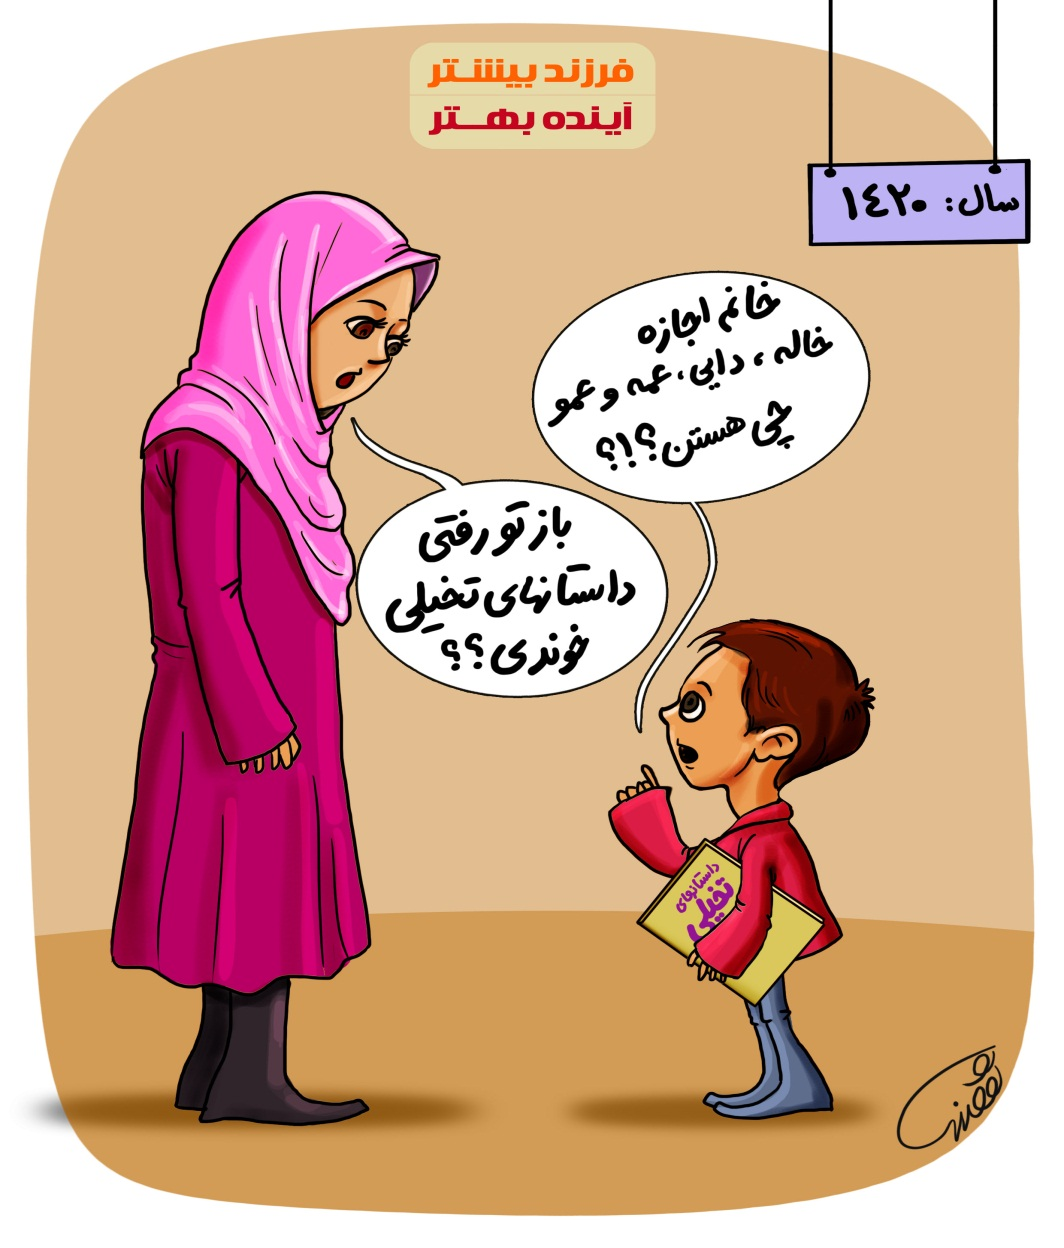 فرزند بیشتر
آینده بهتر
سال: ۱٤۲۰
خانم اجازه
خاله، دایی، عمه و عمو
چی هستن؟!؟
باز تو رفتی
داستانهای تخیلی
خوندی؟؟
داستانهای
تخیلی